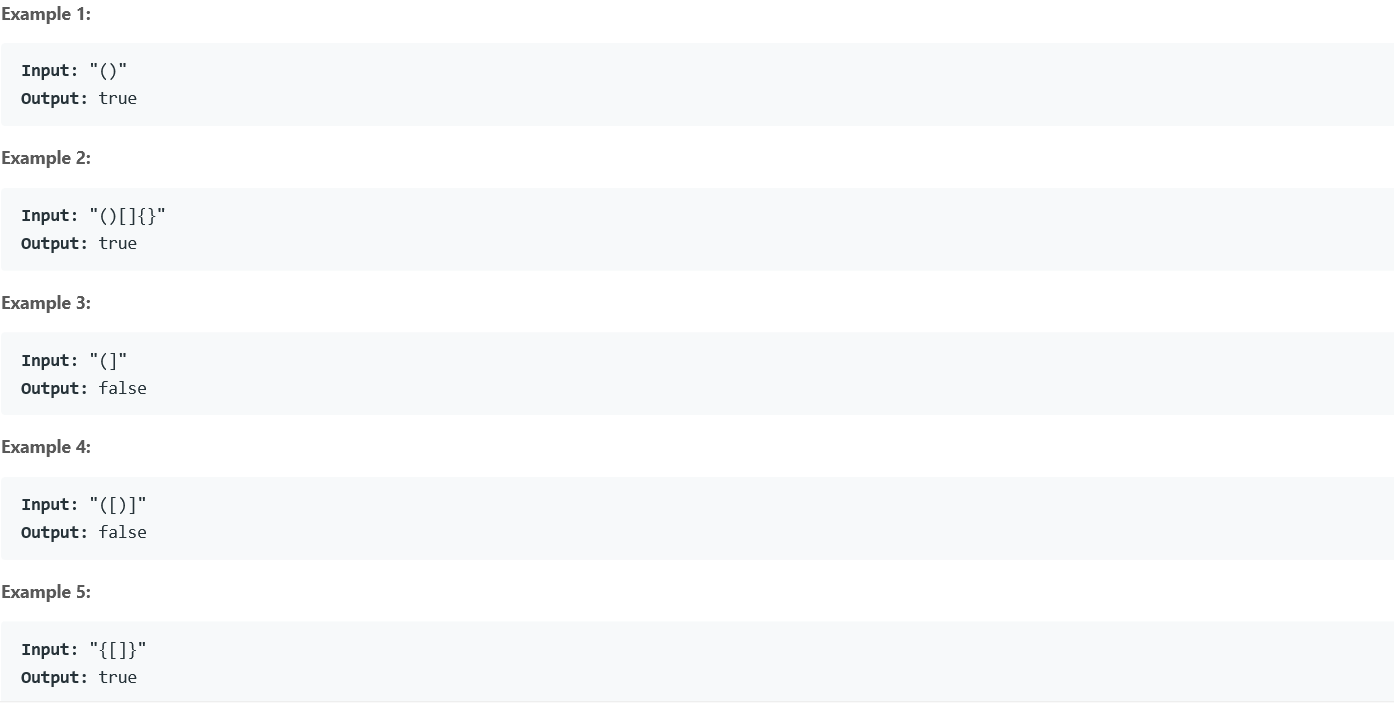 Example 1:
Input: "()"
Output: true
Example 2:
Input: "()[]{}"
Output: true
Example 3:
Input: "(]"
Output: false
Example 4:
Input: "([)]"
Output: false
Example 5:
Input: "{[]}"
Output: true